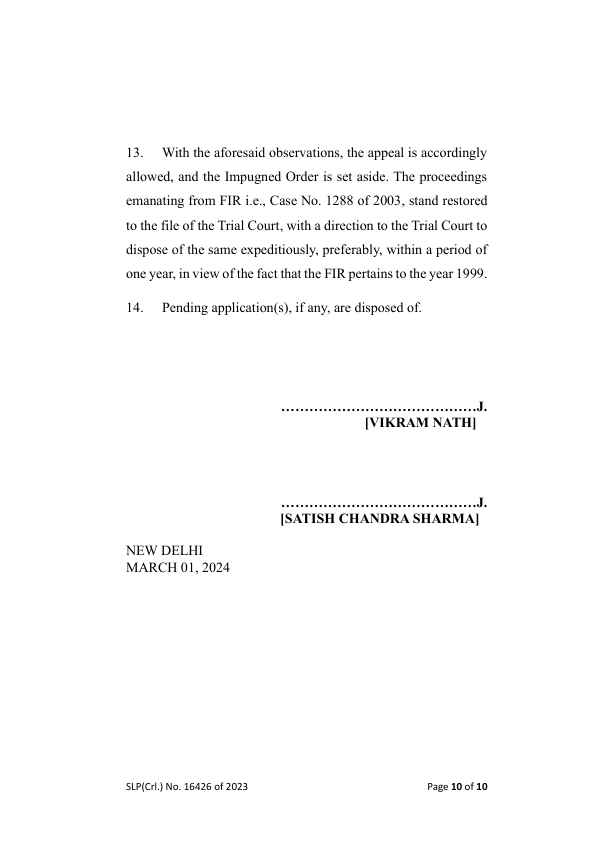 13. With the aforesaid observations, the appeal is accordingly
allowed, and the Impugned Order is set aside. The proceedings
emanating from FIR i.e., Case No. 1288 of 2003, stand restored
to the file of the Trial Court, with a direction to the Trial Court to
dispose of the same expeditiously, preferably, within a period of
one year, in view of the fact that the FIR pertains to the year 1999.
14. Pending application(s), if any, are disposed of.
……………………………………J.
[VIKRAM NATH]
……………………………………J.
[SATISH CHANDRA SHARMA]
NEW DELHI
MARCH 01, 2024
SLP(Crl.) No. 16426 of 2023 Page 10 of 10